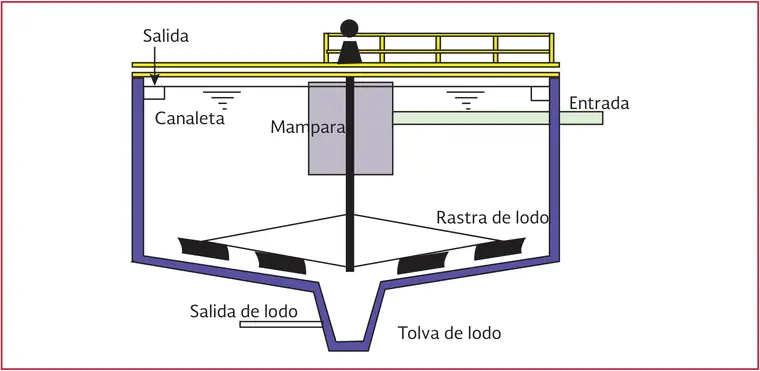 Salida
Entrada
Canaleta
Mampara
Rastra de lodo
Salida de lodo
Tolva de lodo